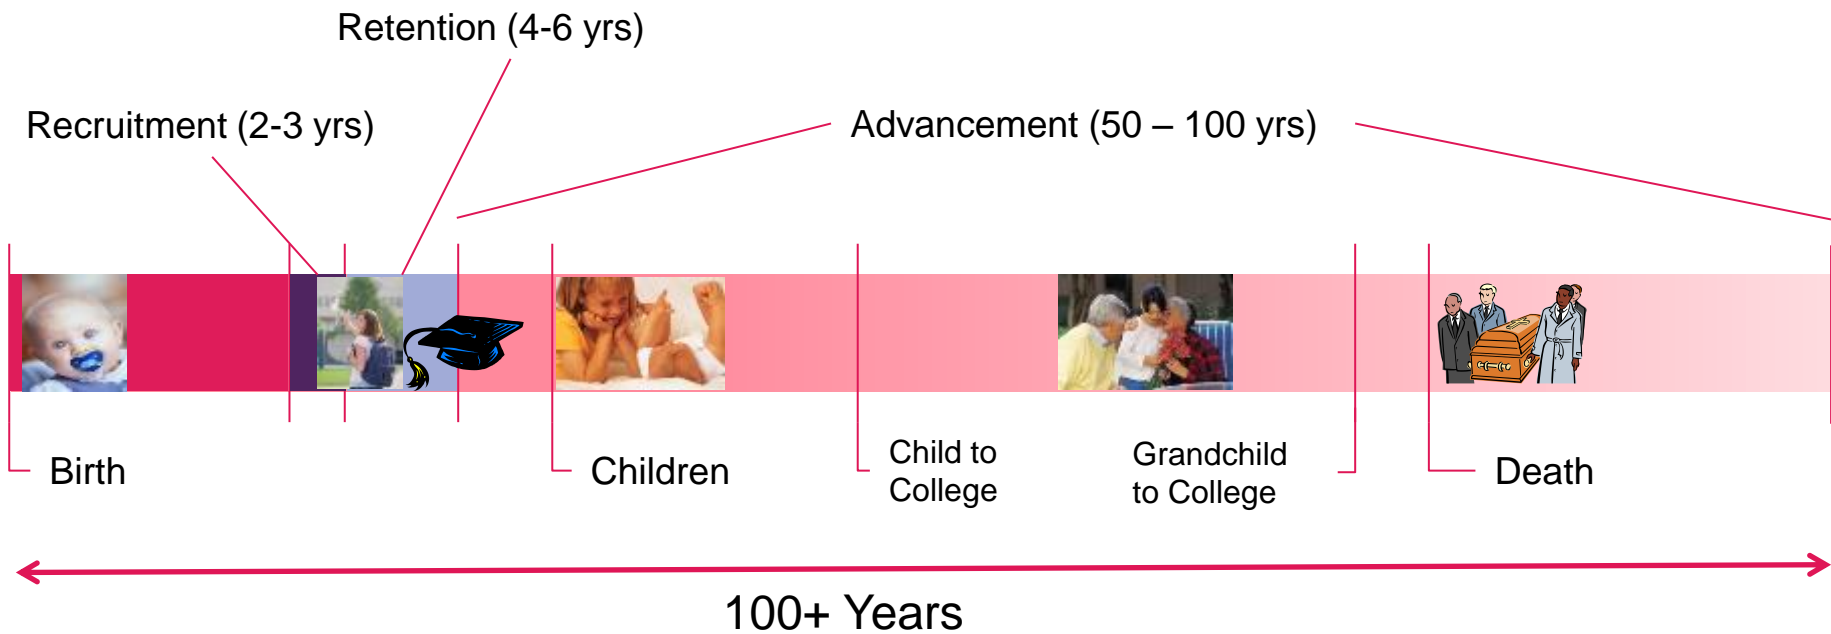 Retention (4-6 yrs)
Recruitment (2-3 yrs)
Advancement (50 – 100 yrs)
Birth
Children
Child to
College
Grandchild
to College
Death
100+ Years